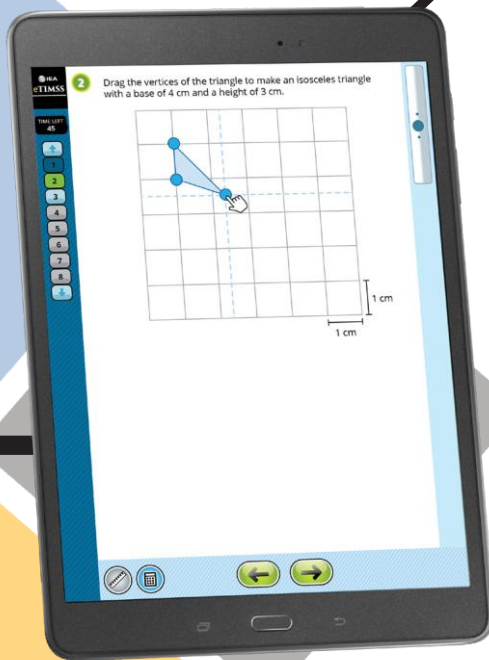 IEA
eTIMSS
TIME LEFT
45
1
2
3
4
5
6
7
8
2
Drag the vertices of the triangle to make an isosceles triangle
with a base of 4 cm and a height of 3 cm.
1 cm
1 cm